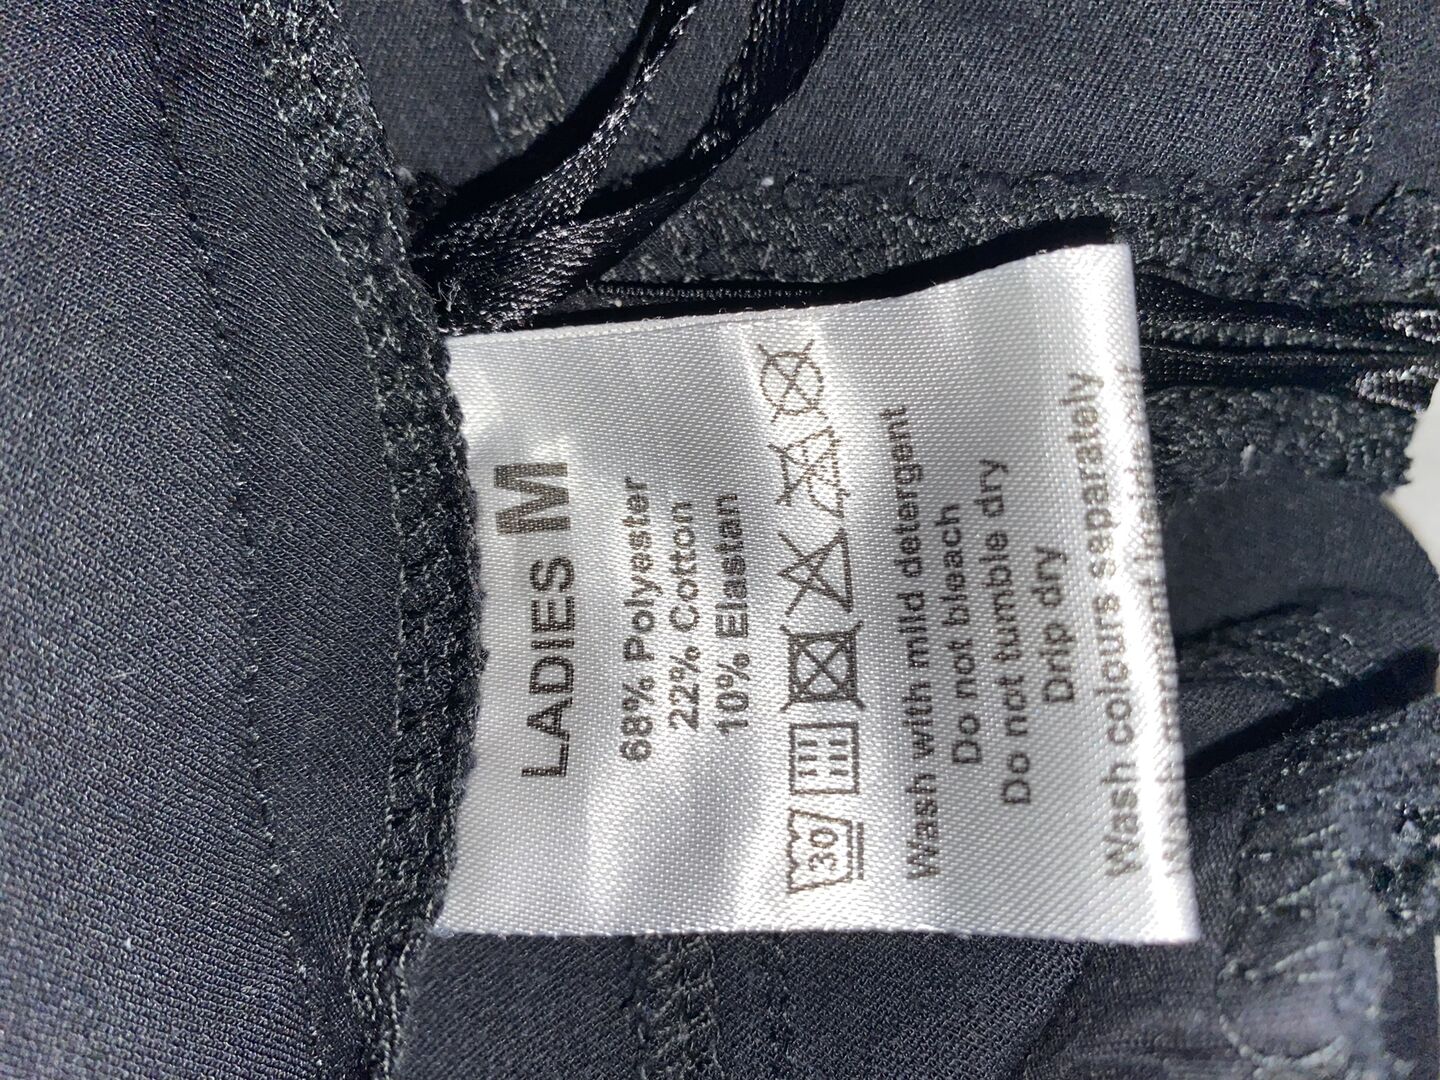 LADIES M
68% Polyester
22% Cotton
10% Elastan
30
Wash with mild detergent
Do not bleach
Do not tumble dry
Drip dry
Wash colours separately